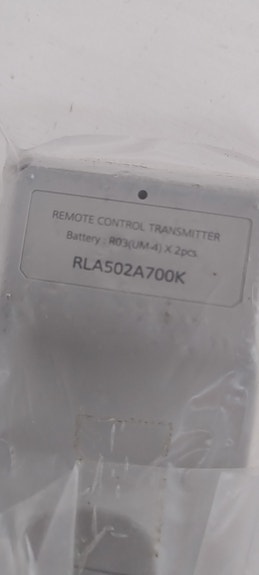 REMOTE CONTROL TRANSMITTER
Battery : R03(UM-4) X 2pcs
RLA502A700K